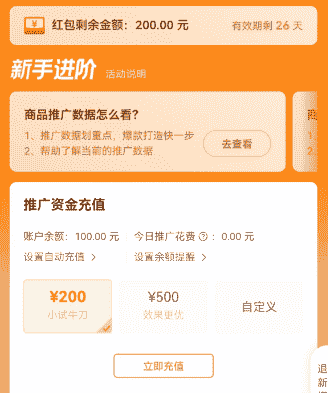 红包剩余金额：200.00 元 有效期剩 26 天
新手进阶 活动说明
商品推广数据怎么看？
1、推广数据划重点，爆款打造快一步
2、帮助了解当前的推广数据
去查看
推广资金充值
账户余额：100.00 元 今日推广花费 ? ：0.00 元
设置自动充值 > 设置余额提醒 >
¥200 ¥500 自定义
小试牛刀 效果更优
立即充值
退
新